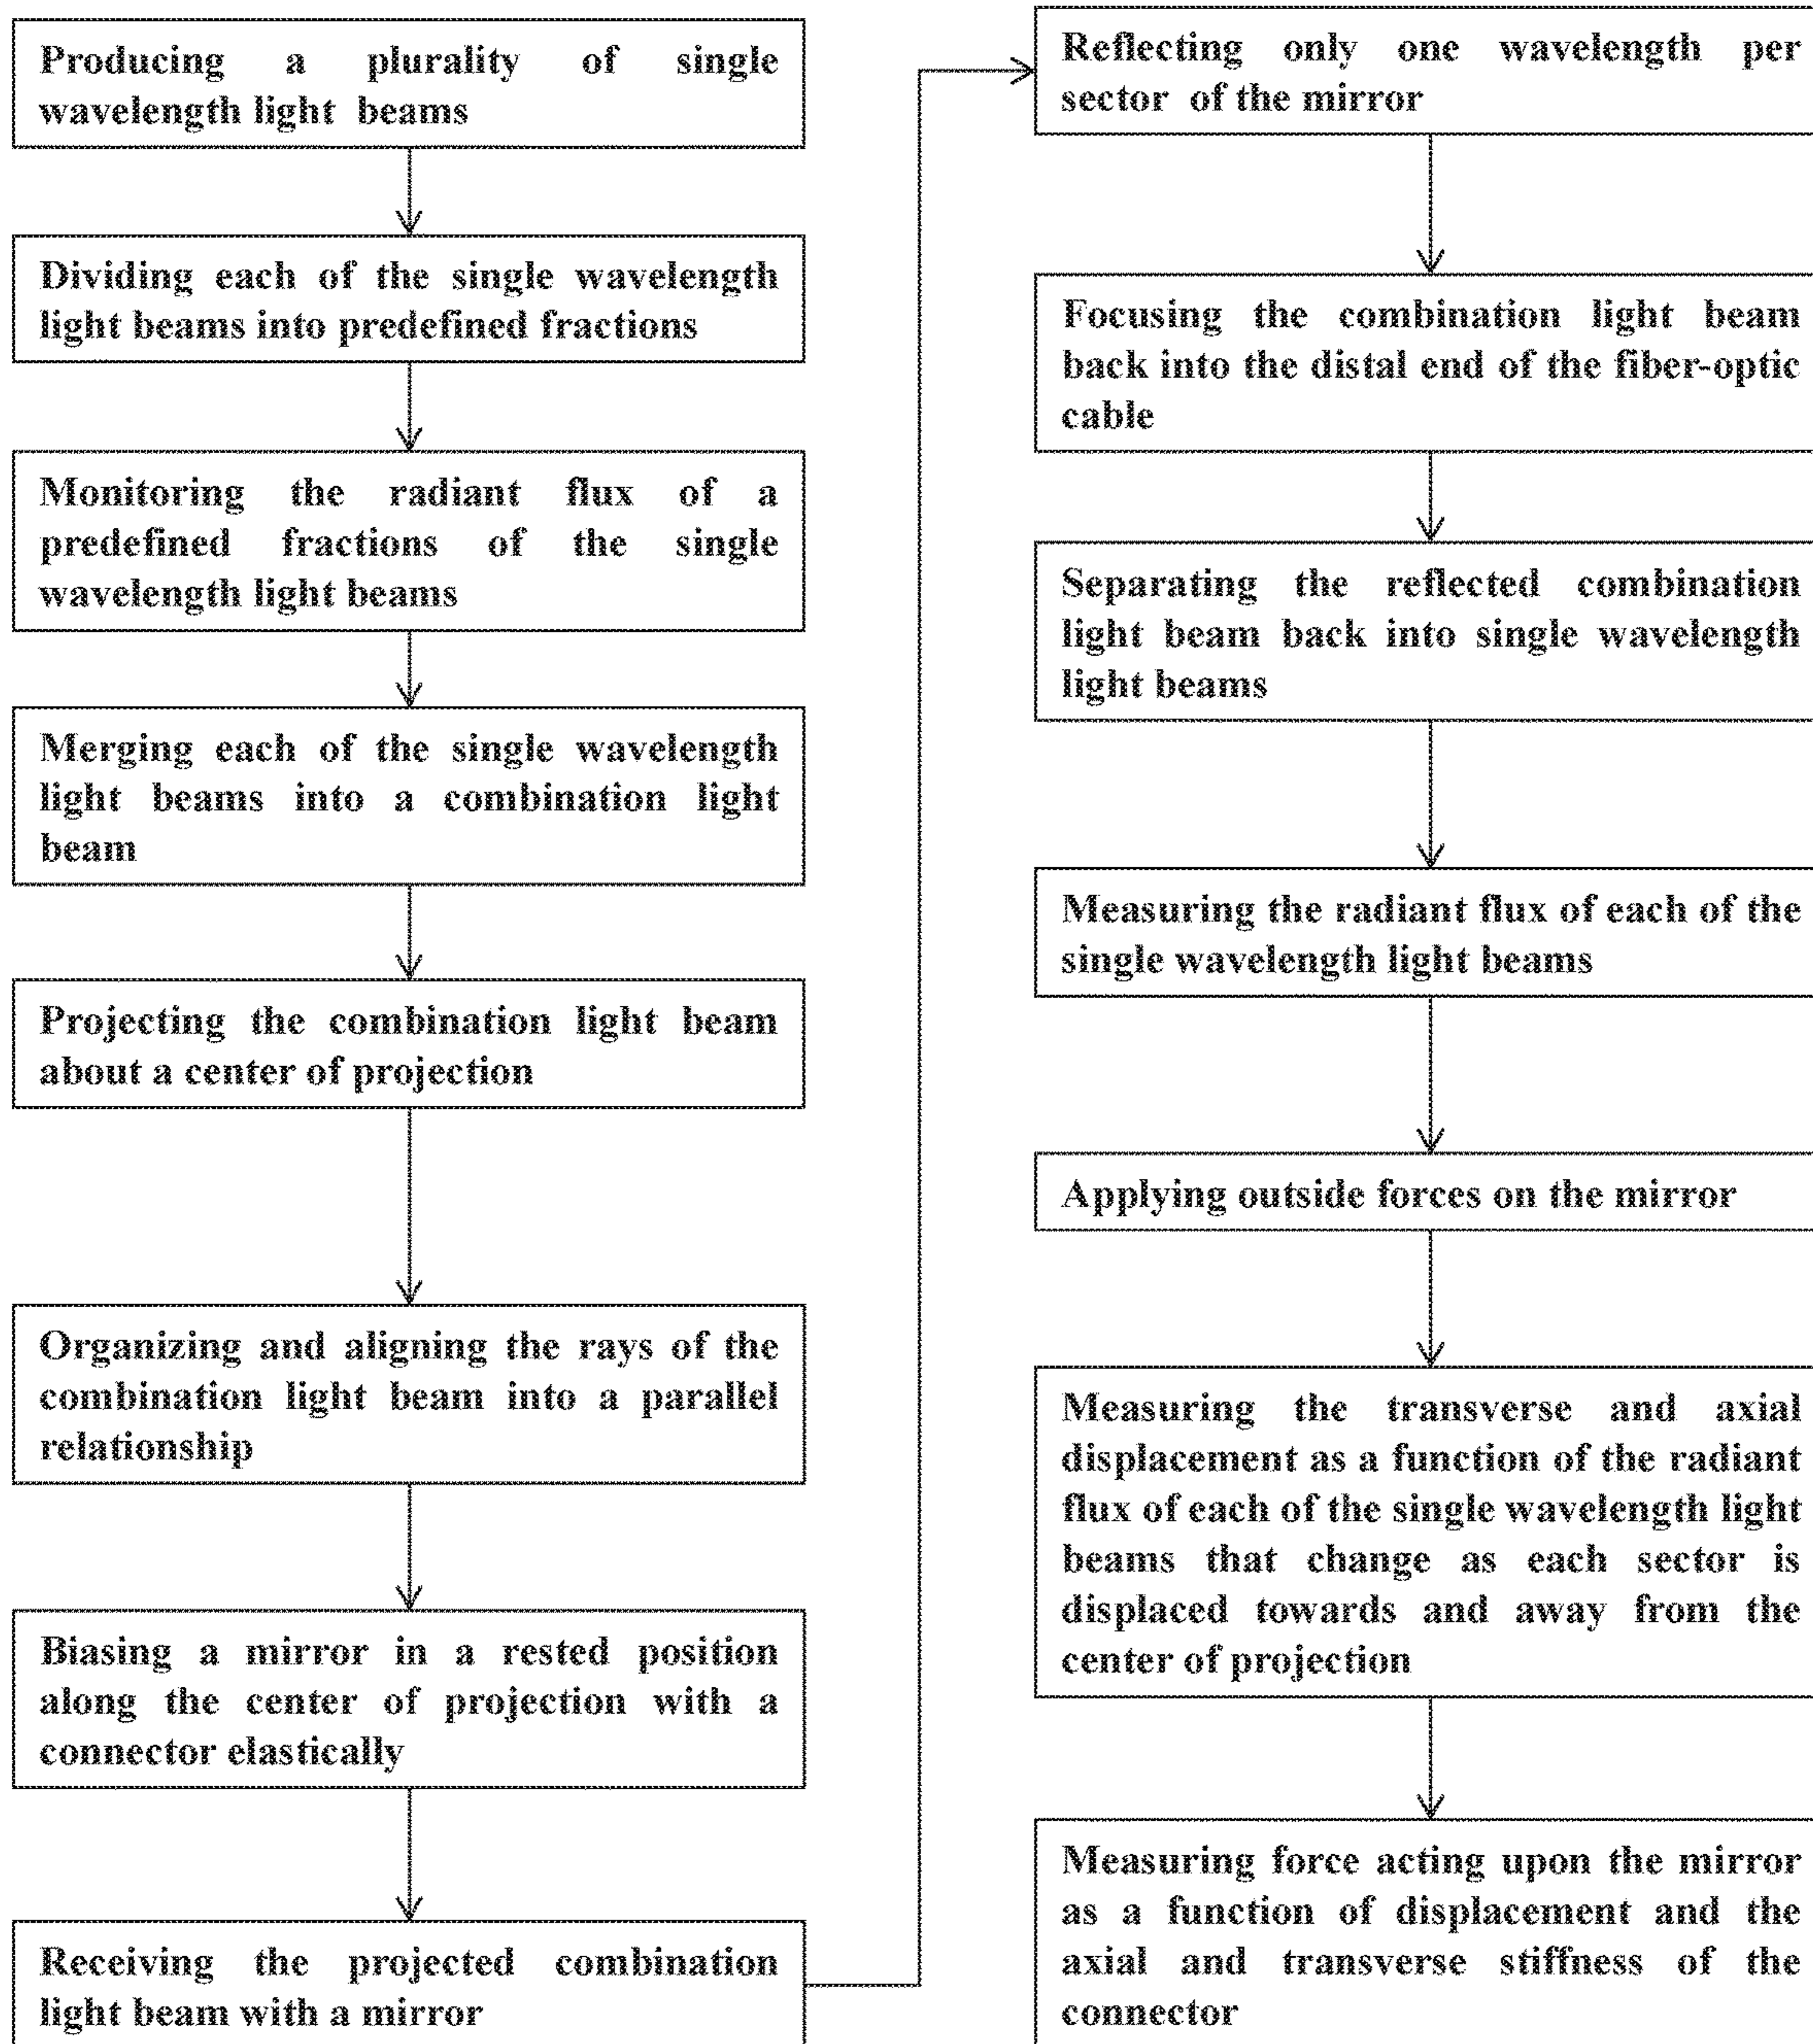 Producing a plurality of single
wavelength light beams
Dividing each of the single wavelength
light beams into predefined fractions
Monitoring the radiant flux of a
predefined fractions of the single
wavelength light beams
Merging each of the single wavelength
light beams into a combination light
beam
Projecting the combination light beam
about a center of projection
Organizing and aligning the rays of the
combination light beam into a parallel
relationship
Biasing a mirror in a rested position
along the center of projection with a
connector elastically
Receiving the projected combination
light beam with a mirror
Reflecting only one wavelength per
sector of the mirror
Focusing the combination light beam
back into the distal end of the fiber-optic
cable
Separating the reflected combination
light beam back into single wavelength
light beams
Measuring the radiant flux of each of the
single wavelength light beams
Applying outside forces on the mirror
Measuring the transverse and axial
displacement as a function of the radiant
flux of each of the single wavelength light
beams that change as each sector is
displaced towards and away from the
center of projection
Measuring force acting upon the mirror
as a function of displacement and the
axial and transverse stiffness of the
connector